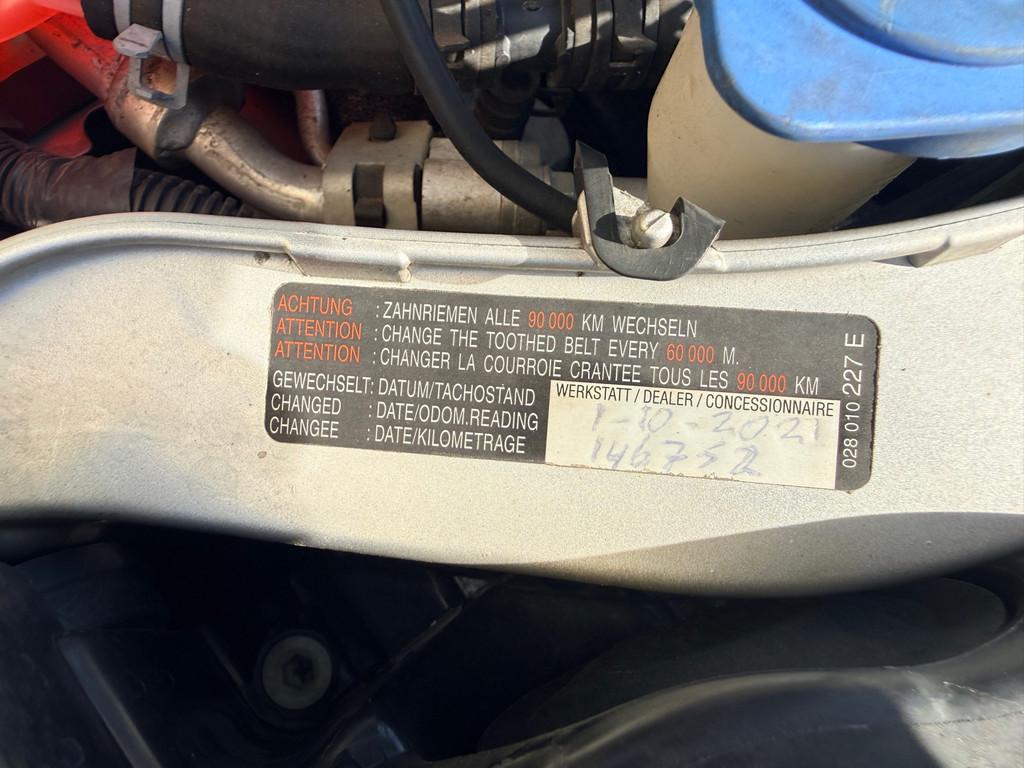 ACHTUNG : ZAHNRIEMEN ALLE 90 000 KM WECHSELN
ATTENTION : CHANGE THE TOOTHED BELT EVERY 60 000 M.
ATTENTION : CHANGER LA COURROIE CRANTEE TOUS LES 90 000 KM
GEWECHSELT: DATUM/TACHOSTAND
CHANGED : DATE/ODOM.READING
CHANGEE : DATE/KILOMETRAGE
WERKSTATT / DEALER / CONCESSIONNAIRE
1-10-2021
146752
028 010 227 E